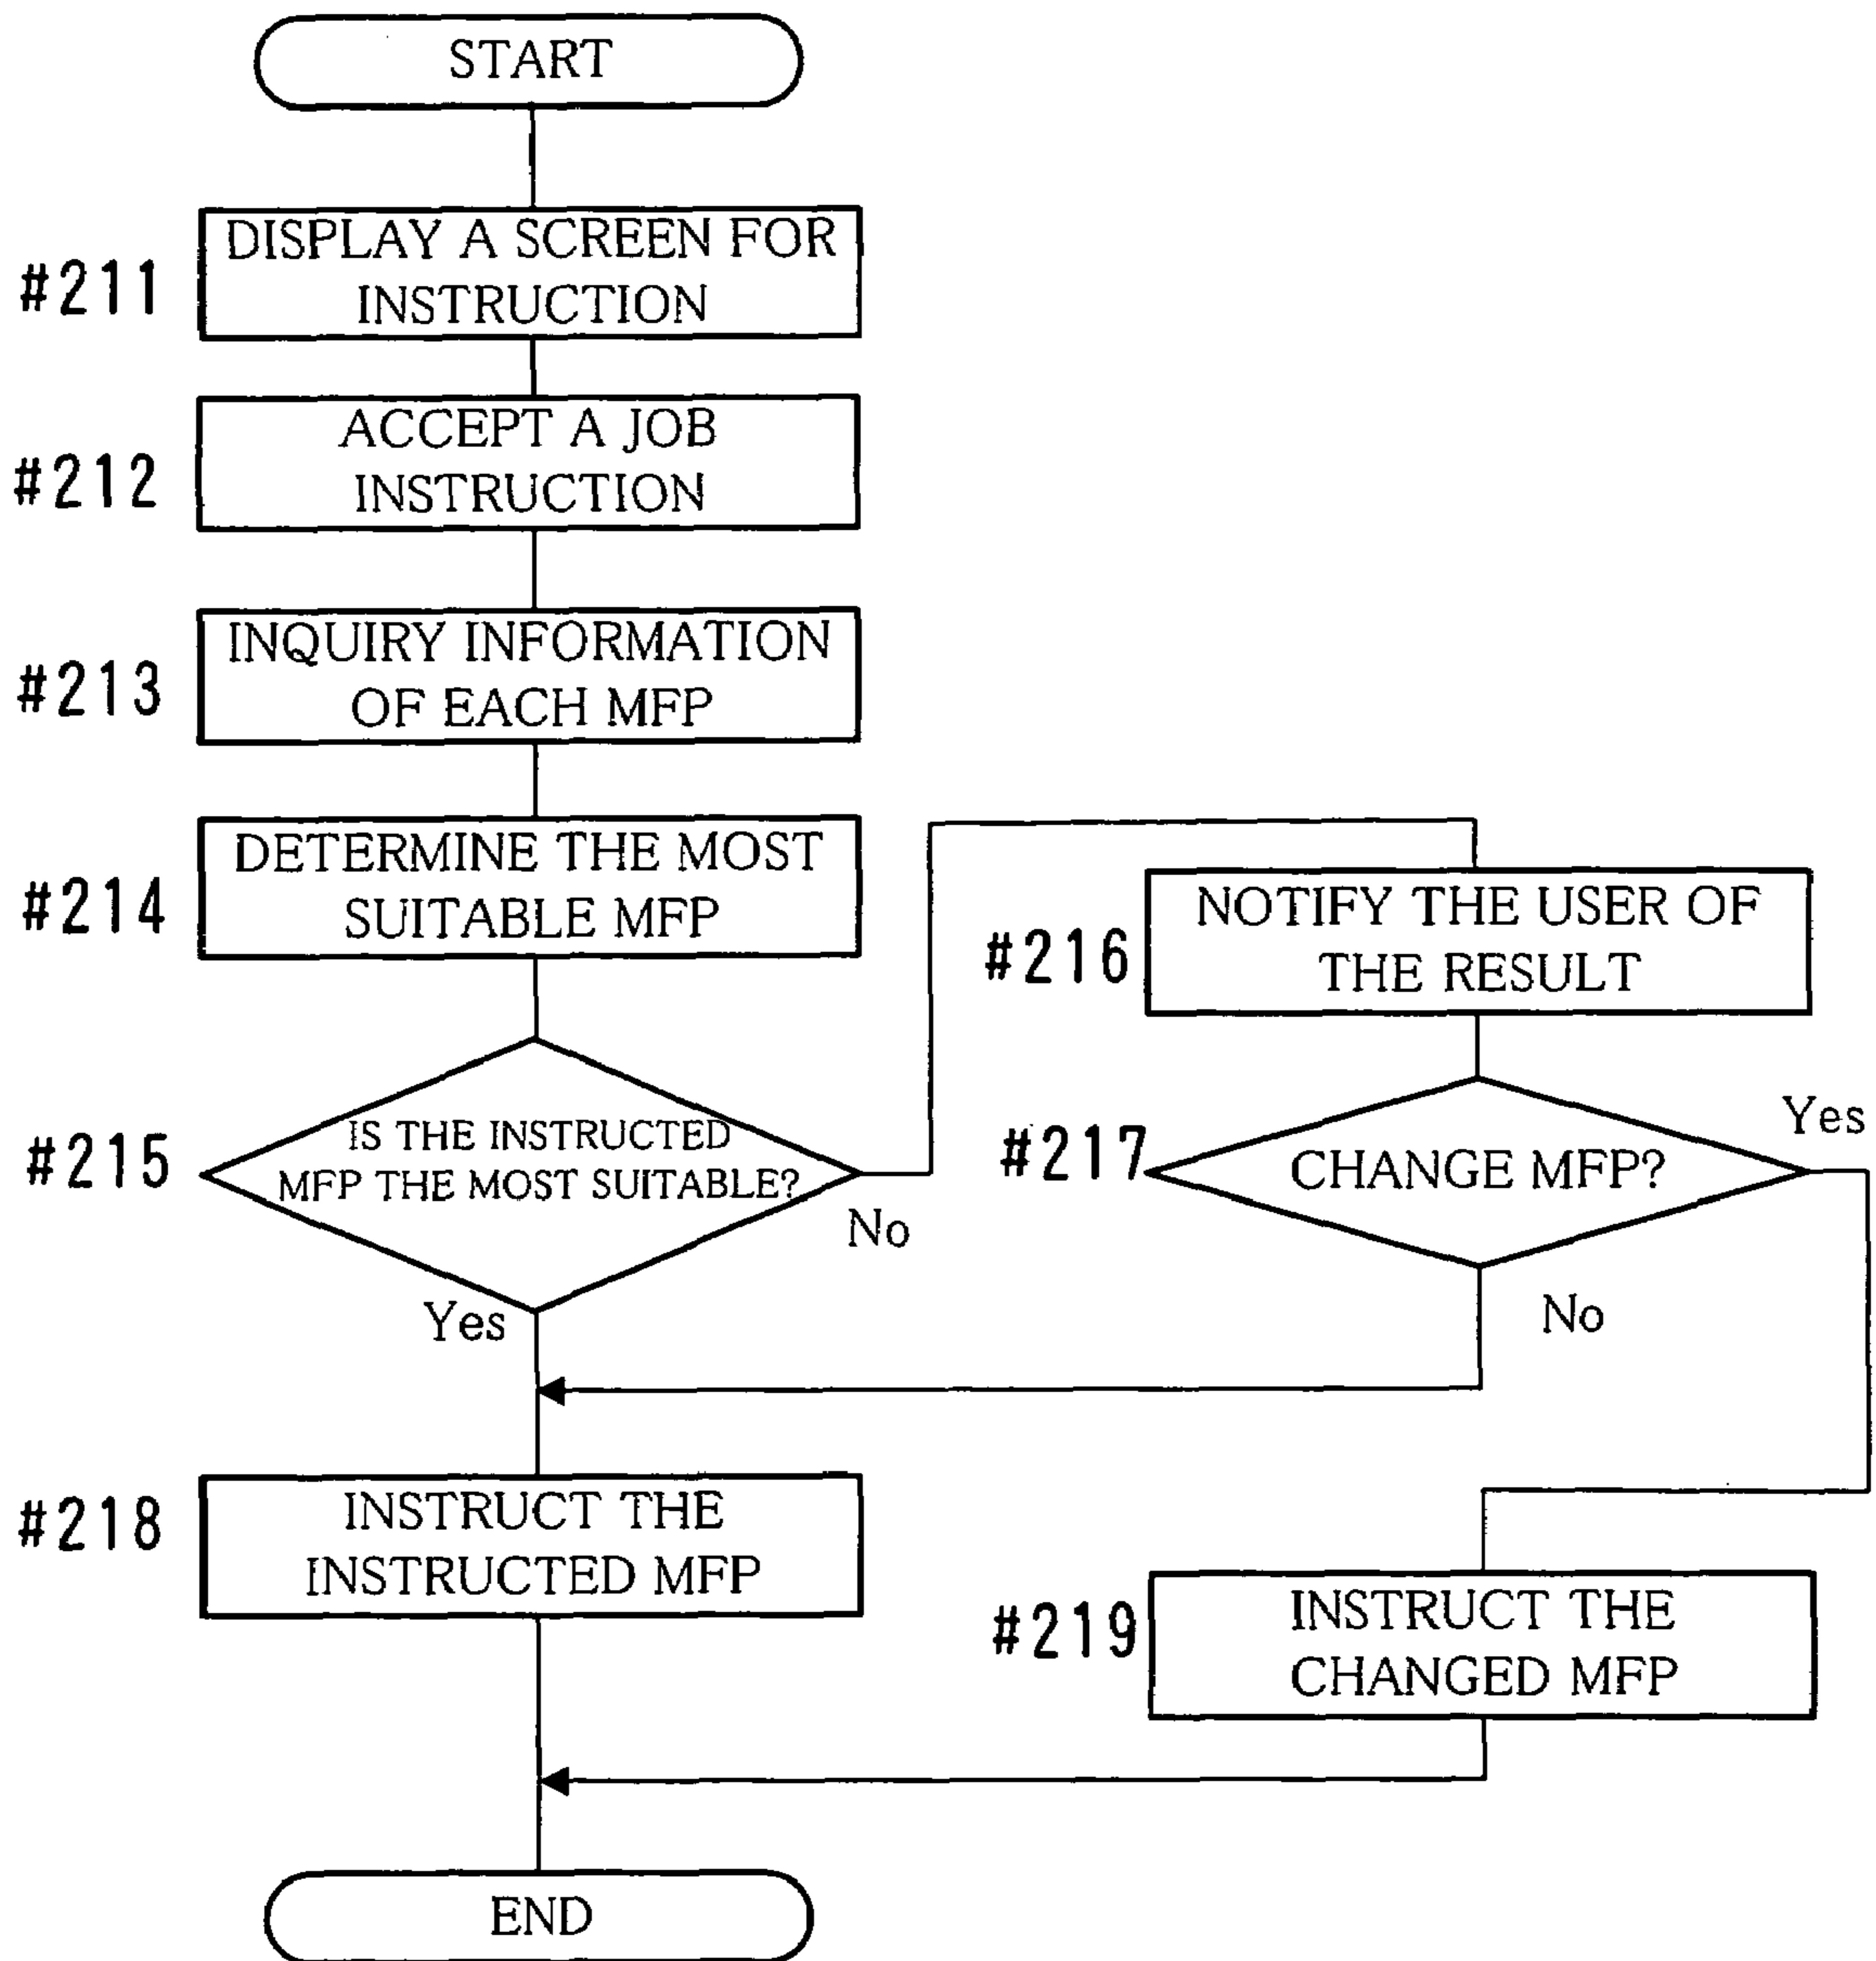 START
#211
DISPLAY A SCREEN FOR
INSTRUCTION
#212
ACCEPT A JOB
INSTRUCTION
#213
INQUIRY INFORMATION
OF EACH MFP
#214
DETERMINE THE MOST
SUITABLE MFP
#215
IS THE INSTRUCTED
MFP THE MOST SUITABLE?
No
Yes
#216
NOTIFY THE USER OF
THE RESULT
#217
CHANGE MFP?
Yes
No
#218
INSTRUCT THE
INSTRUCTED MFP
#219
INSTRUCT THE
CHANGED MFP
END